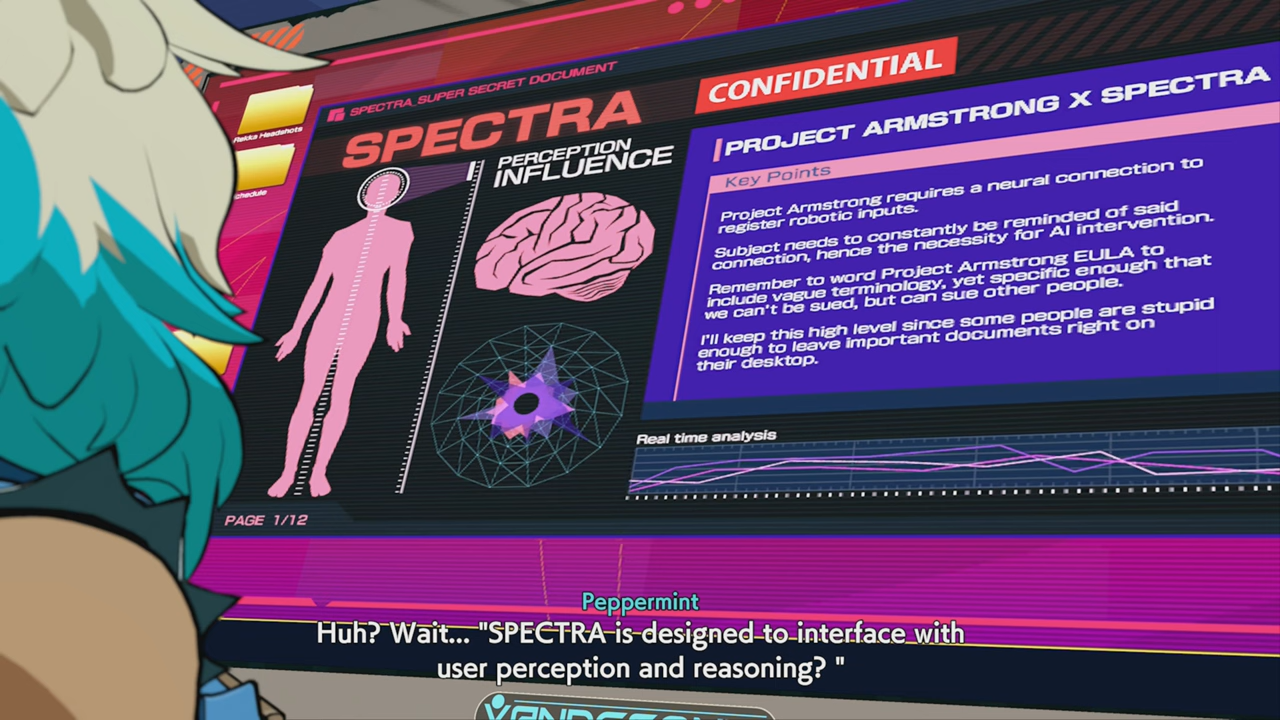 SPECTRA_SUPER SECRET DOCUMENT
CONFIDENTIAL
Rekka Headshots
chedule
SPECTRA
PERCEPTION
INFLUENCE
PROJECT ARMSTRONG X SPECTRA
Key Points
Project Armstrong requires a neural connection to
register robotic inputs.
Subject needs to constantly be reminded of said
connection, hence the necessity for AI intervention.
Remember to word Project Armstrong EULA to
include vague terminology, yet specific enough that
we can't be sued, but can sue other people.
I'll keep this high level since some people are stupid
enough to leave important documents right on
their desktop.
Real time analysis
PAGE 1/12
Peppermint
Huh? Wait... "SPECTRA is designed to interface with
user perception and reasoning? "